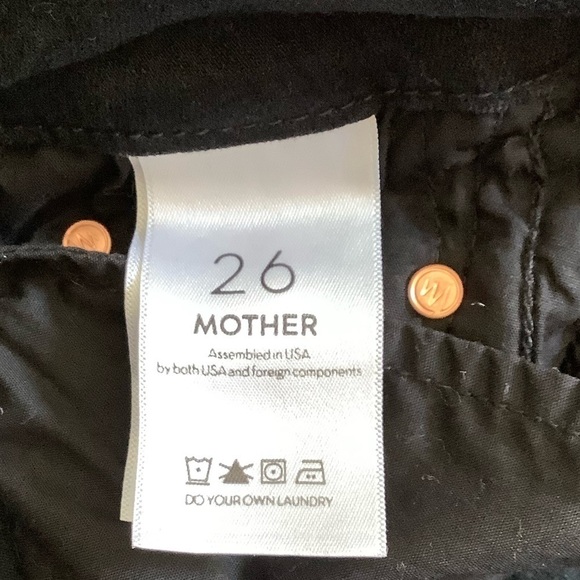 26
MOTHER
Assembled in USA
by both USA and foreign components
DO YOUR OWN LAUNDRY